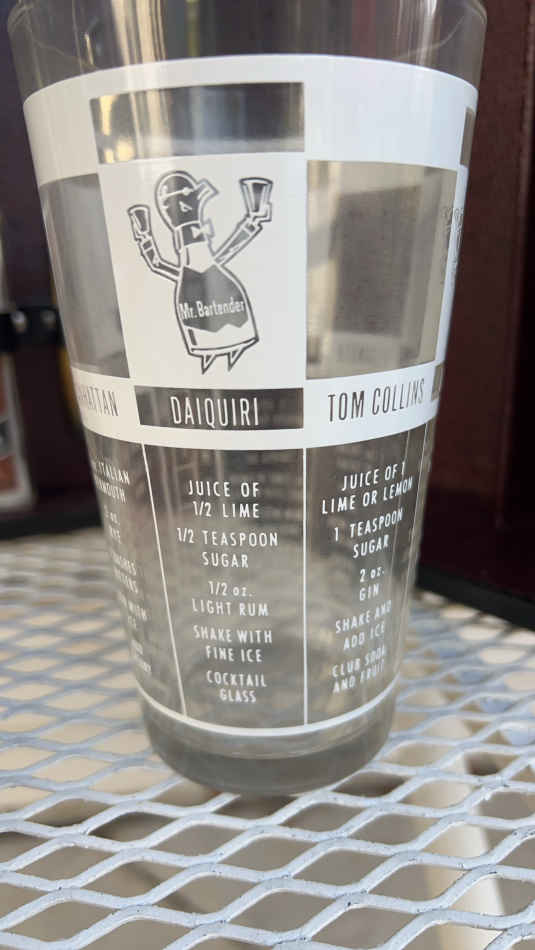 Mr. Bartender
DAIQUIRI
TOM COLLINS
ITALIAN
JUICE OF
1/2 LIME
1/2 TEASPOON
SUGAR
1/2 oz.
LIGHT RUM
SHAKE WITH
FINE ICE
COCKTAIL
GLASS
JUICE OF 1
LIME OR LEMON
1 TEASPOON
SUGAR
2 oz.
GIN
SHAKE AND
ADD ICE
CLUB SODA
AND FRUIT